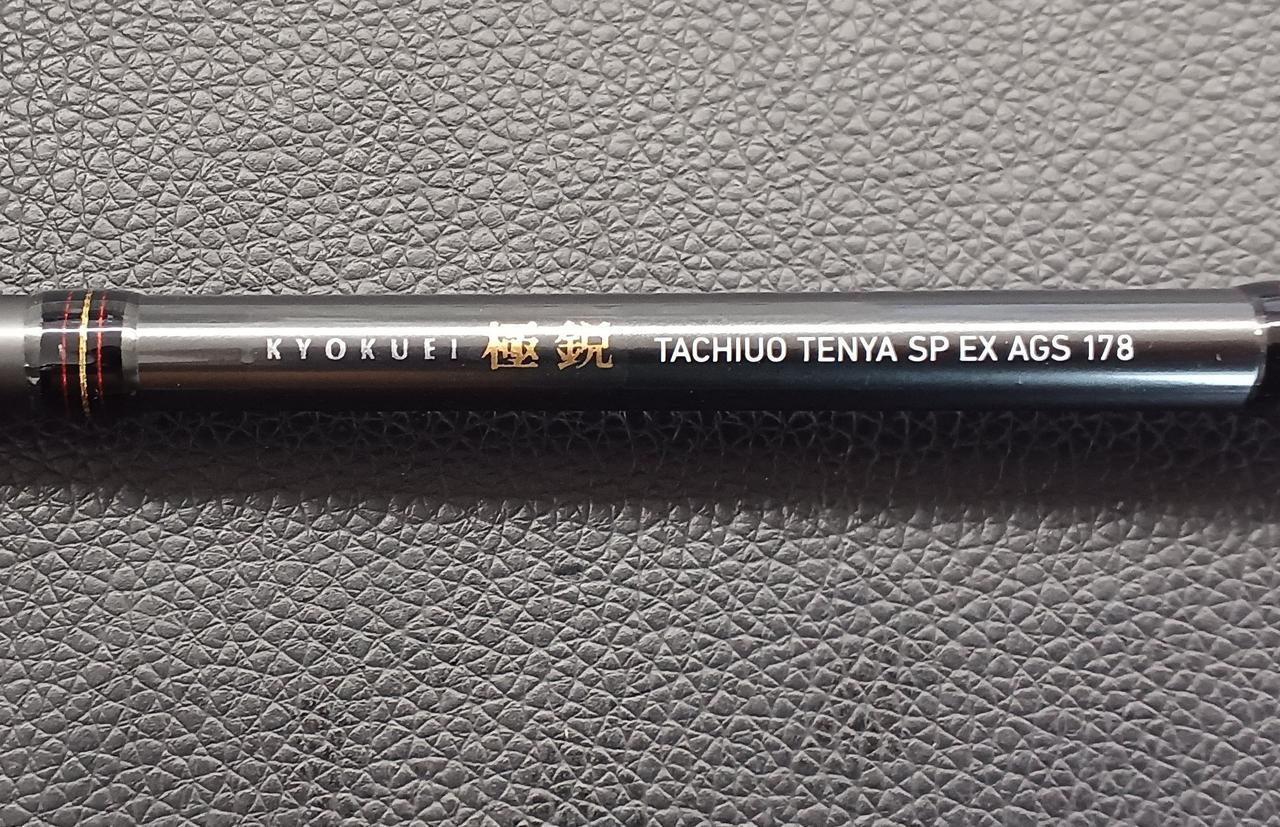 KYOKUEI 極鋭 TACHIUO TENYA SP EX AGS 178